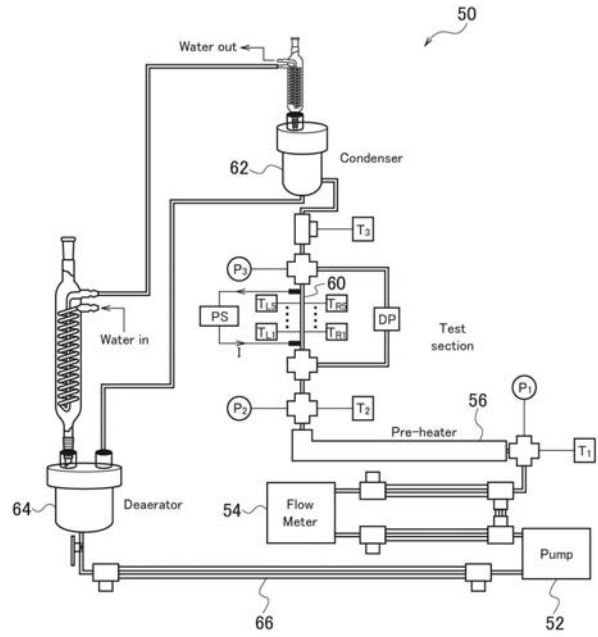 50
Water out
62
Condenser
T3
P3
60
TL5
TR5
PS
DP
TL1
TR1
I
Test
section
Water in
P1
P2
T2
56
Pre-heater
T1
64
Deaerator
54
Flow
Meter
Pump
66
52